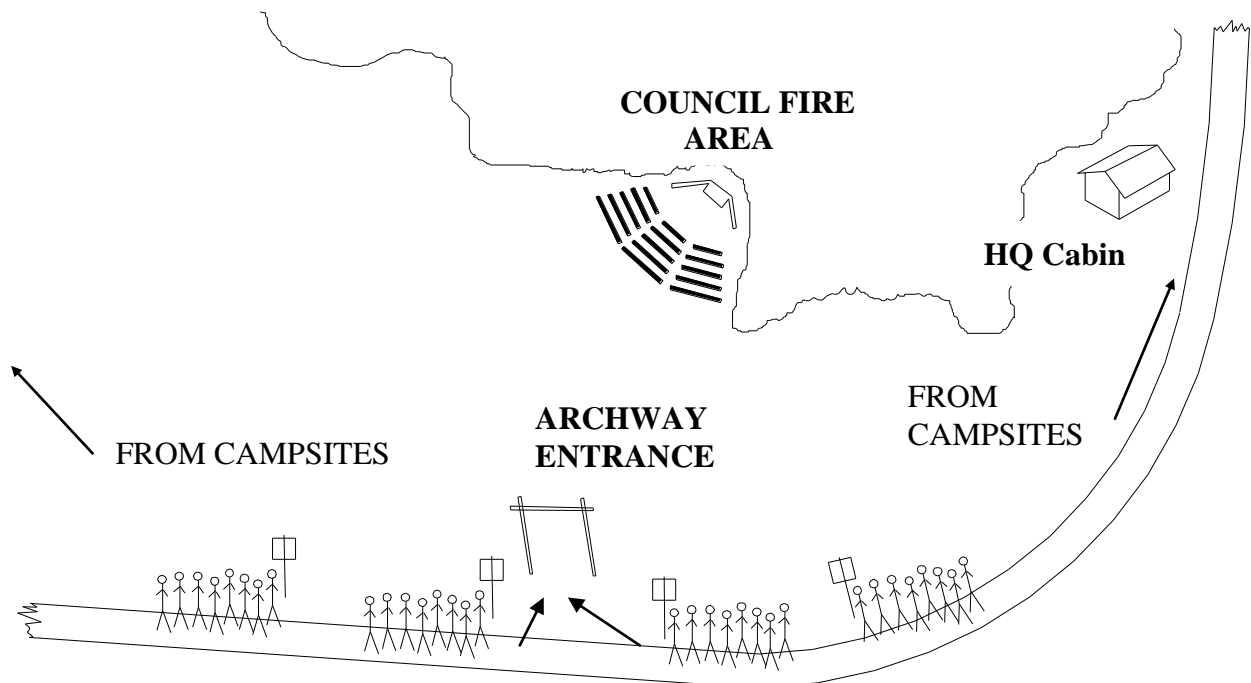 COUNCIL FIRE
AREA
HQ Cabin
FROM
CAMPSITES
ARCHWAY
ENTRANCE
FROM CAMPSITES